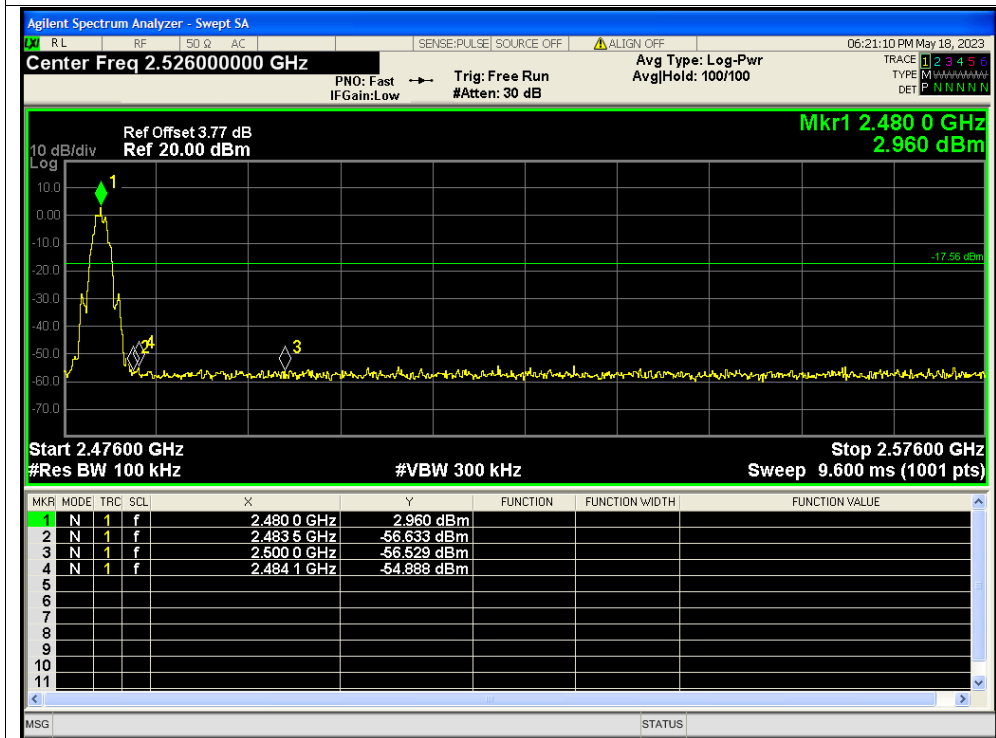 Agilent Spectrum Analyzer - Swept SA
LXI RL RF 50 Ω AC SENSE:PULSE SOURCE OFF ALIGN OFF 06:21:10 PM May 18, 2023
Center Freq 2.526000000 GHz
PNO: Fast
IFGain:Low
Trig: Free Run
#Atten: 30 dB
Avg Type: Log-Pwr
Avg|Hold: 100/100
TRACE 1 2 3 4 5 6
TYPE M
DET P N N N N N
Mkr1 2.480 0 GHz
2.960 dBm
Ref Offset 3.77 dB
10 dB/div Ref 20.00 dBm
Log
10.0
0.00
-10.0
-20.0
-30.0
-40.0
-50.0
-60.0
-70.0
1
-17.56 dBm
2
4
3
Start 2.47600 GHz Stop 2.57600 GHz
#Res BW 100 kHz #VBW 300 kHz Sweep 9.600 ms (1001 pts)
MKR MODE TRC SCL X Y FUNCTION FUNCTION WIDTH FUNCTION VALUE
1 N 1 f 2.480 0 GHz 2.960 dBm
2 N 1 f 2.483 5 GHz -56.633 dBm
3 N 1 f 2.500 0 GHz -56.529 dBm
4 N 1 f 2.484 1 GHz -54.888 dBm
5
6
7
8
9
10
11
MSG STATUS